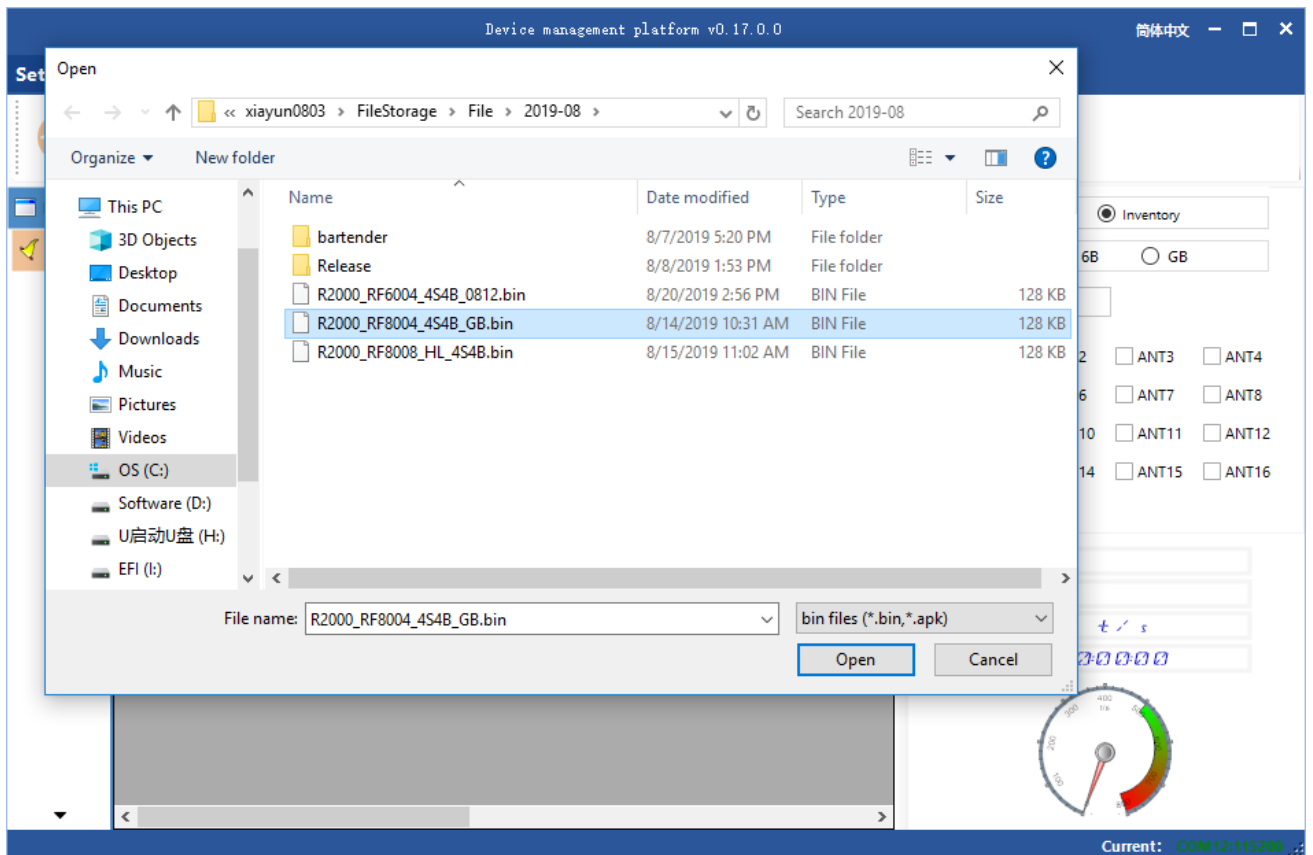 Device management platform v0.17.0.0 简体中文
Set
Open
« xiayun0803 > FileStorage > File > 2019-08 >
Search 2019-08
Organize New folder
Name Date modified Type Size
This PC
3D Objects
Desktop
Documents
Downloads
Music
Pictures
Videos
OS (C:)
Software (D:)
U启动U盘 (H:)
EFI (I:)
bartender 8/7/2019 5:20 PM File folder
Release 8/8/2019 1:53 PM File folder
R2000_RF6004_4S4B_0812.bin 8/20/2019 2:56 PM BIN File 128 KB
R2000_RF8004_4S4B_GB.bin 8/14/2019 10:31 AM BIN File 128 KB
R2000_RF8008_HL_4S4B.bin 8/15/2019 11:02 AM BIN File 128 KB
File name: R2000_RF8004_4S4B_GB.bin bin files (*.bin,*.apk)
Open Cancel
Inventory
6B GB
2 ANT3 ANT4
6 ANT7 ANT8
10 ANT11 ANT12
14 ANT15 ANT16
t / s
0:00:00
100 200 300 400
Current: COM12:115200